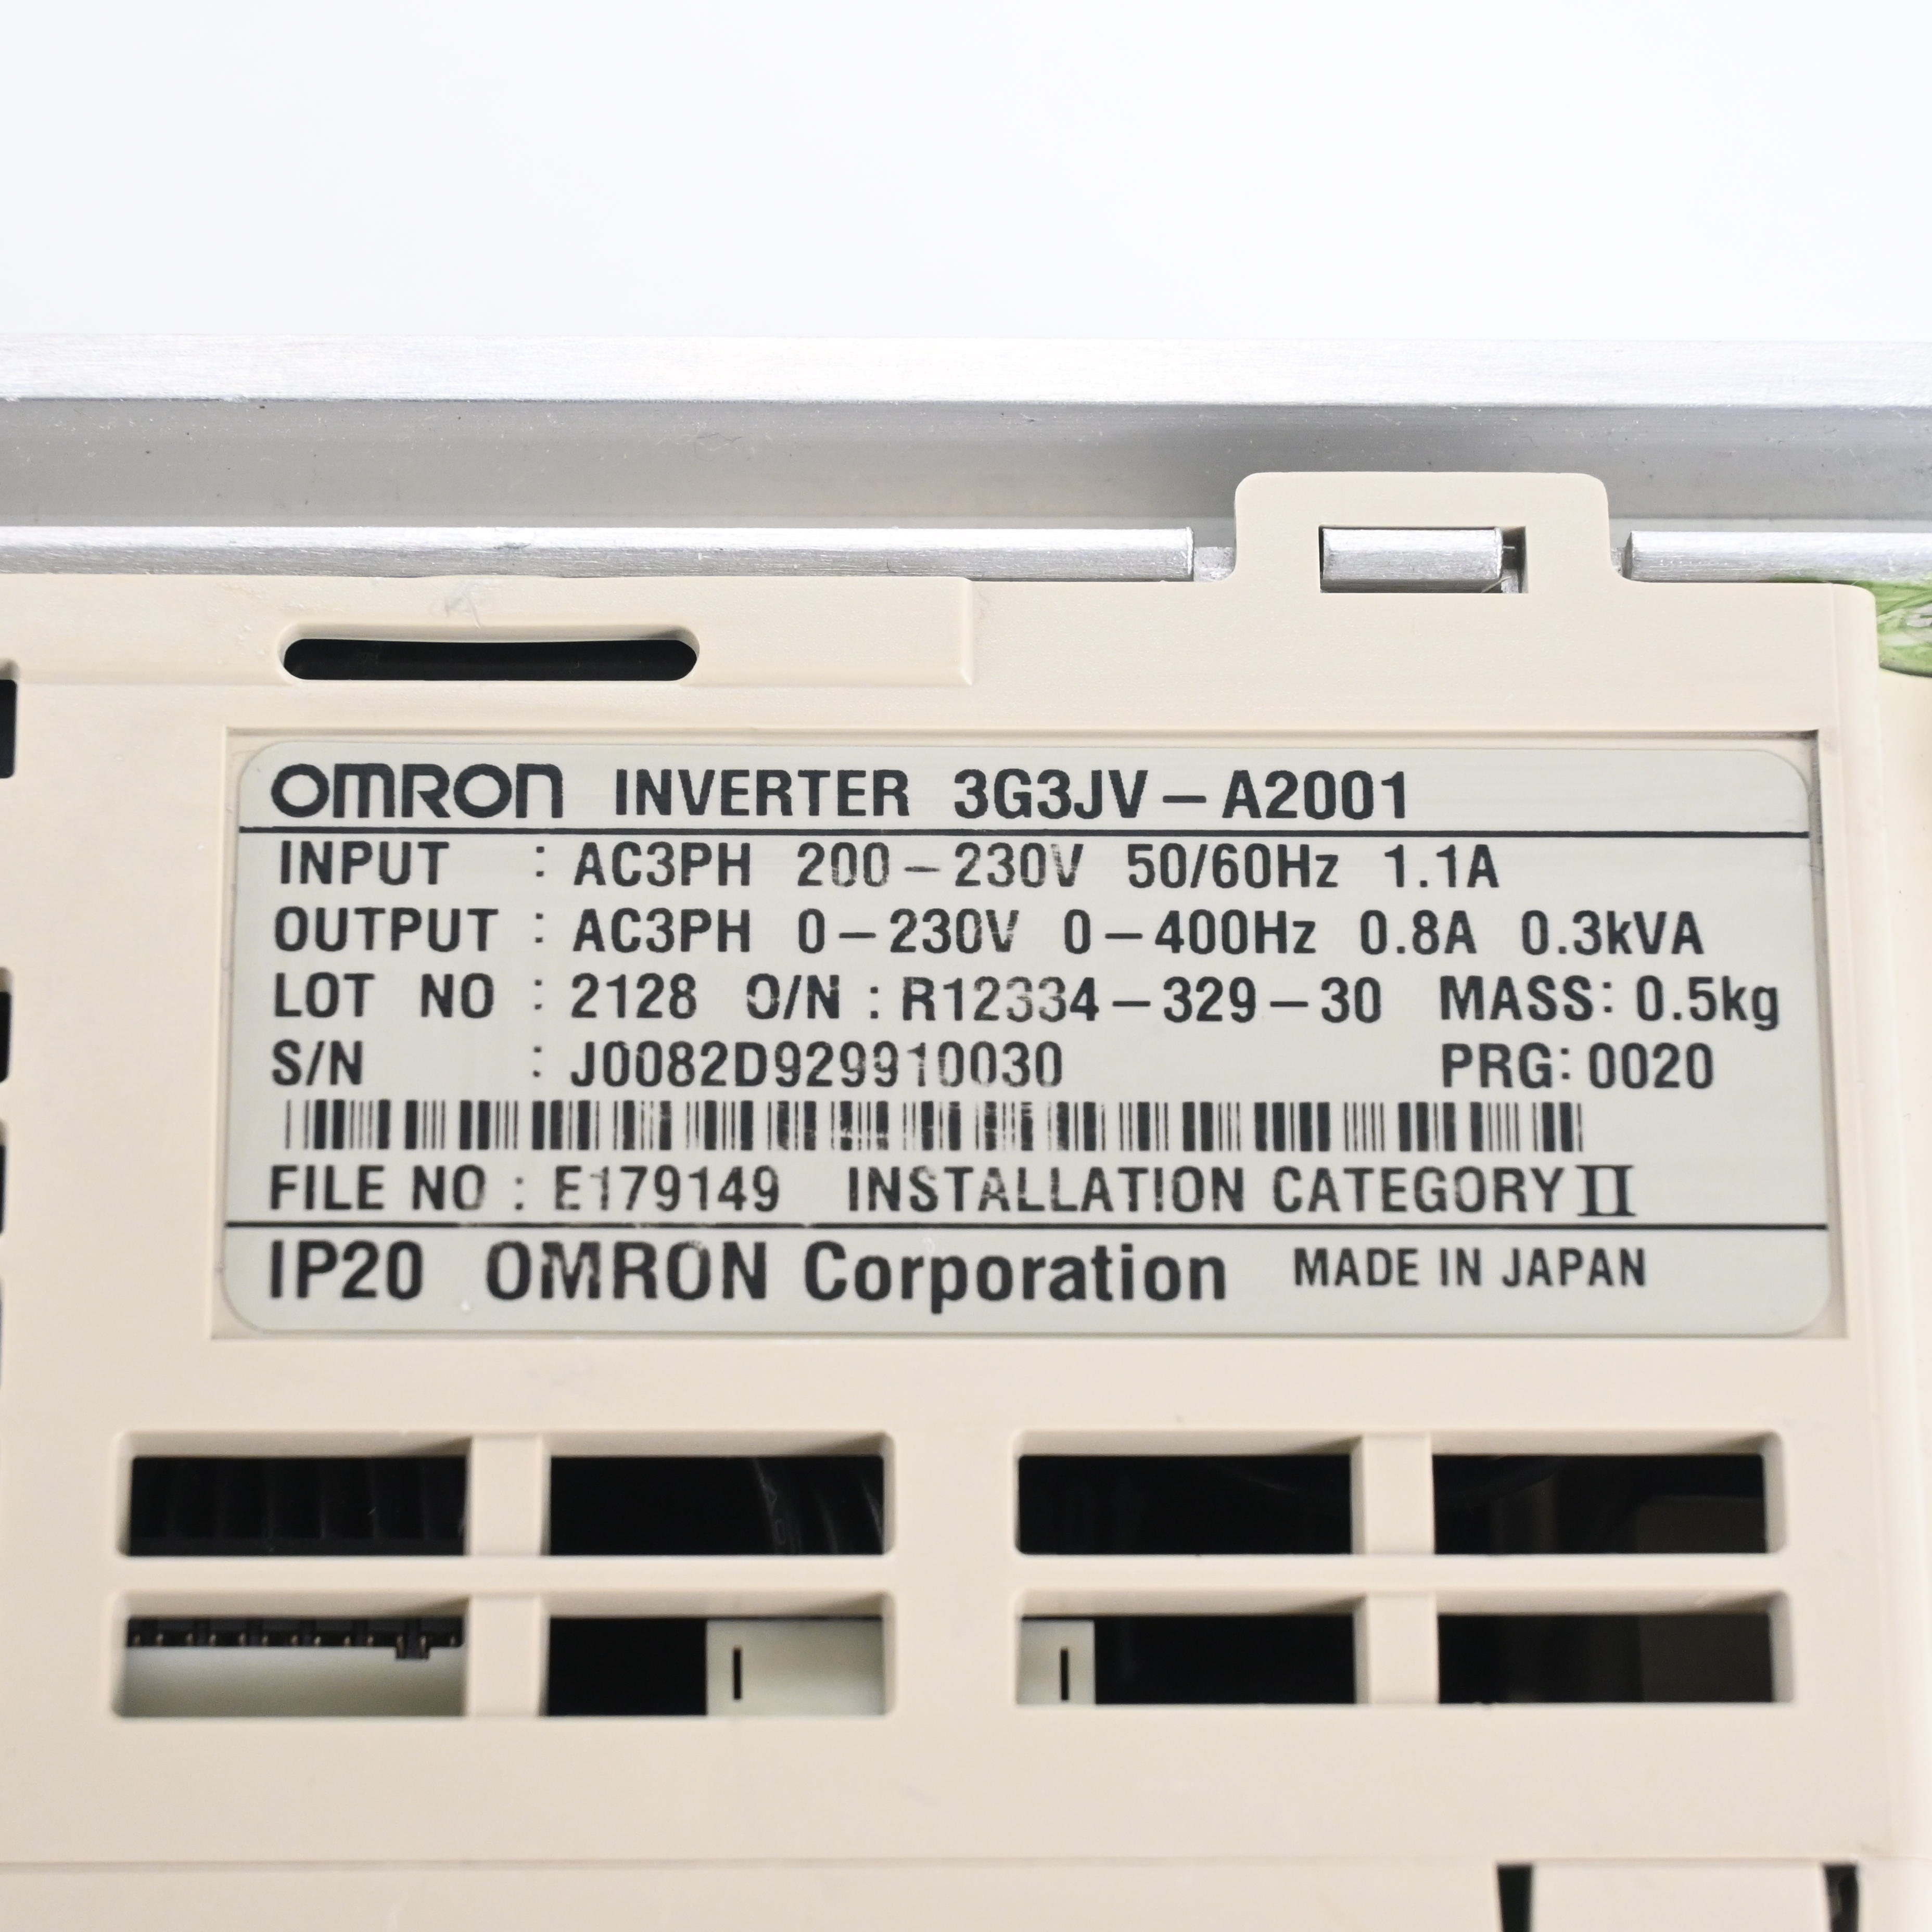 OMRON INVERTER 3G3JV-A2001
INPUT : AC3PH 200-230V 50/60Hz 1.1A
OUTPUT : AC3PH 0-230V 0-400Hz 0.8A 0.3kVA
LOT NO : 2128 O/N : R12334-329-30 MASS: 0.5kg
S/N : J0082D929910030 PRG: 0020
FILE NO : E179149 INSTALLATION CATEGORY II
IP20 OMRON Corporation MADE IN JAPAN